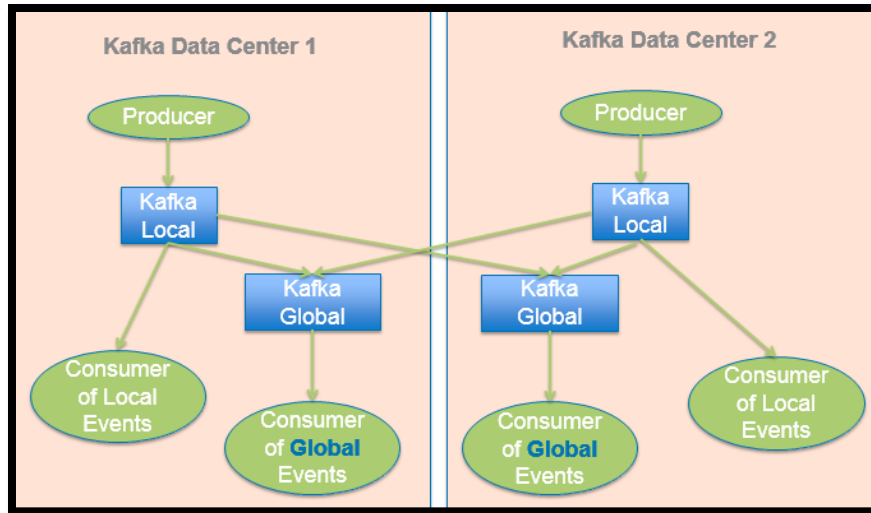 Kafka Data Center 1
Producer
Kafka
Local
Kafka
Global
Consumer
of Local
Events
Consumer
of Global
Events
Kafka Data Center 2
Producer
Kafka
Local
Kafka
Global
Consumer
of Global
Events
Consumer
of Local
Events